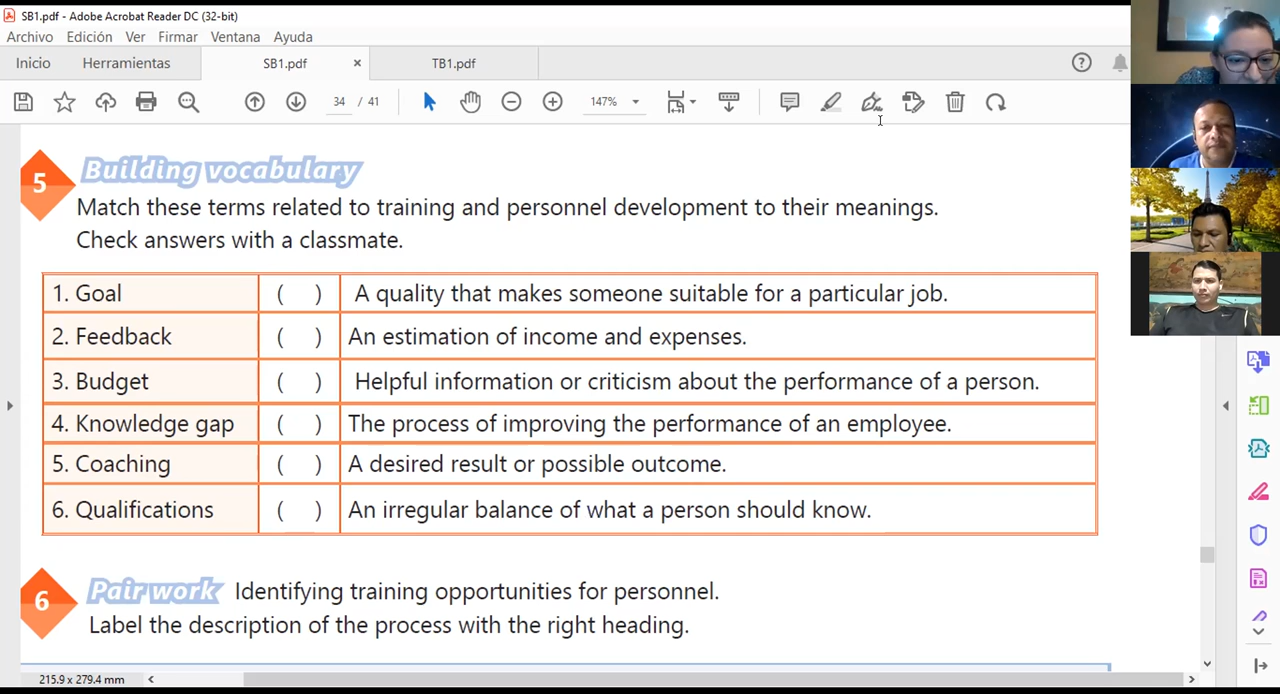 SB1.pdf - Adobe Acrobat Reader DC (32-bit)
Archivo Edición Ver Firmar Ventana Ayuda
Inicio Herramientas SB1.pdf × TB1.pdf
34 / 41 147%
5 Building vocabulary
Match these terms related to training and personnel development to their meanings.
Check answers with a classmate.
1. Goal ( ) A quality that makes someone suitable for a particular job.
2. Feedback ( ) An estimation of income and expenses.
3. Budget ( ) Helpful information or criticism about the performance of a person.
4. Knowledge gap ( ) The process of improving the performance of an employee.
5. Coaching ( ) A desired result or possible outcome.
6. Qualifications ( ) An irregular balance of what a person should know.
6 Pair work Identifying training opportunities for personnel.
Label the description of the process with the right heading.
215.9 x 279.4 mm